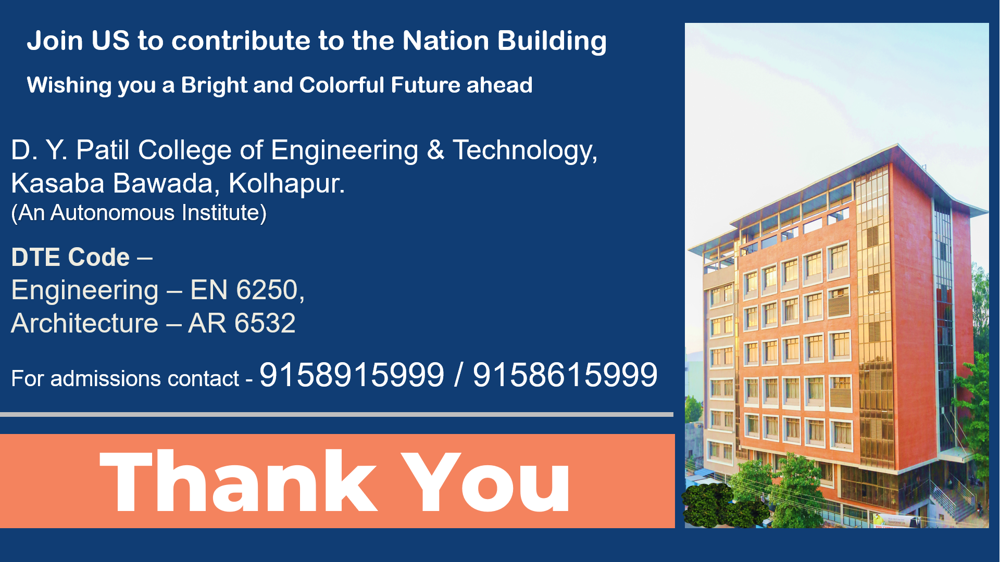 Join US to contribute to the Nation Building
Wishing you a Bright and Colorful Future ahead
D. Y. Patil College of Engineering & Technology,
Kasaba Bawada, Kolhapur.
(An Autonomous Institute)
DTE Code –
Engineering – EN 6250,
Architecture – AR 6532
For admissions contact - 9158915999 / 9158615999
Thank You